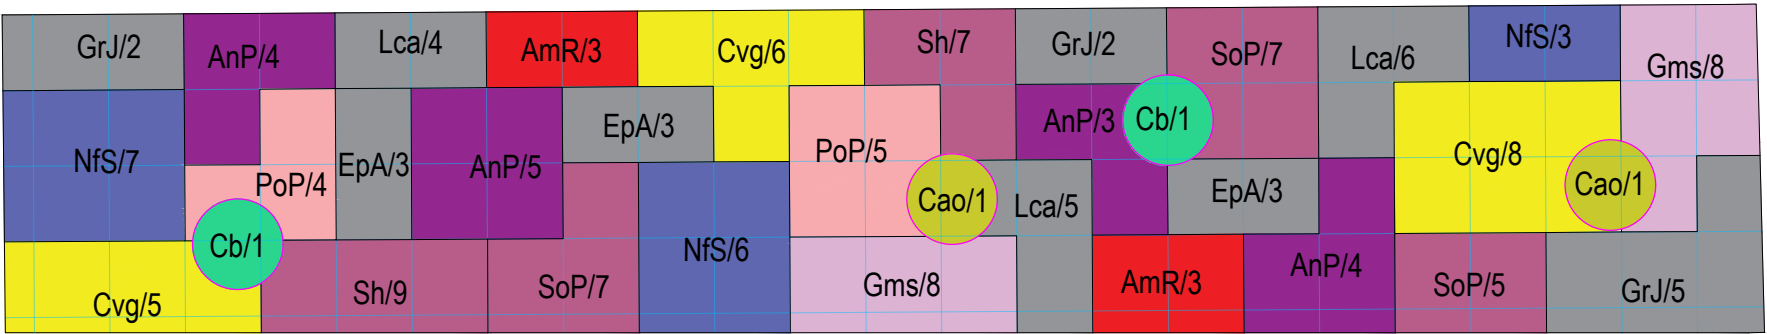 GrJ/2
AnP/4
Lca/4
AmR/3
Cvg/6
Sh/7
GrJ/2
SoP/7
Lca/6
NfS/3
Gms/8
NfS/7
PoP/4
EpA/3
AnP/5
EpA/3
PoP/5
AnP/3
Cb/1
Cvg/8
Cao/1
Cao/1
Lca/5
EpA/3
Cb/1
Cvg/5
Sh/9
SoP/7
NfS/6
Gms/8
AmR/3
AnP/4
SoP/5
GrJ/5